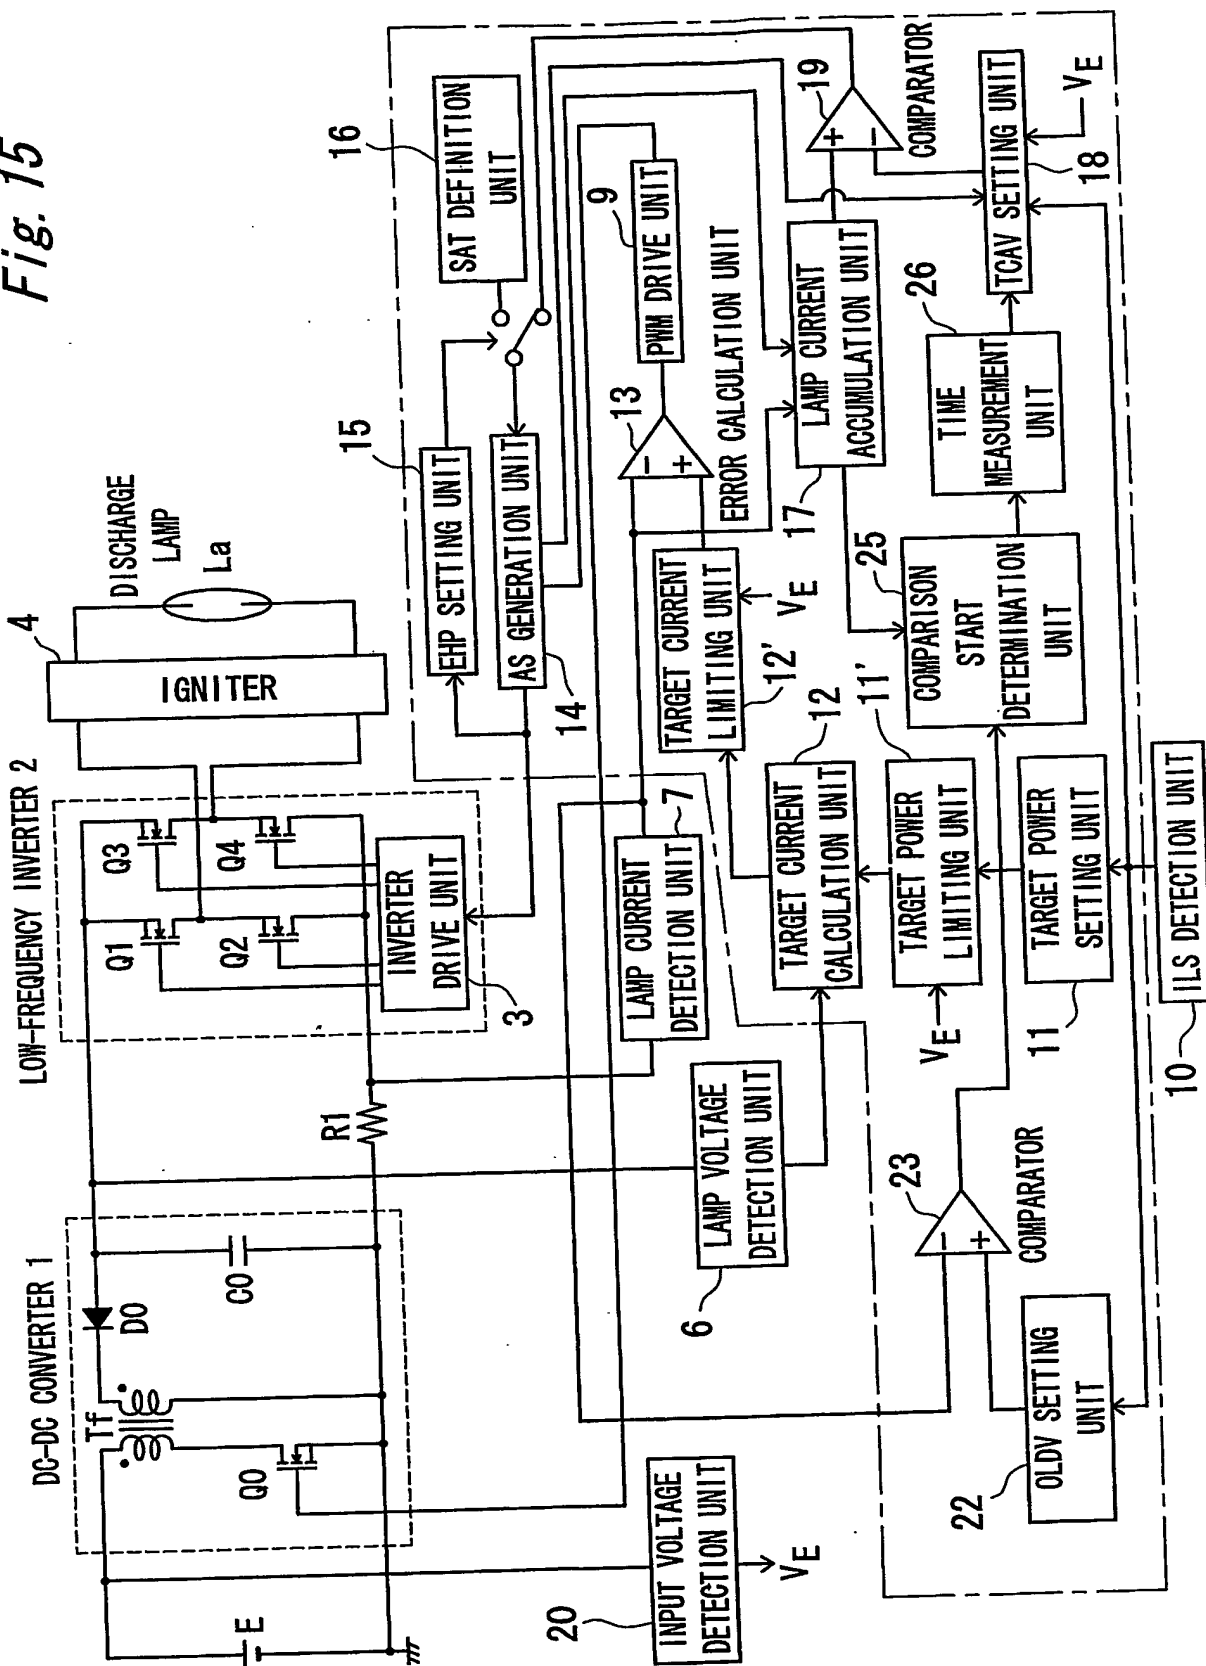 Fig. 15
DC-DC CONVERTER 1
LOW-FREQUENCY INVERTER 2
4
IGNITER
DISCHARGE
LAMP
La
E
Tf
D0
C0
Q0
R1
Q1
Q2
Q3
Q4
INVERTER
DRIVE UNIT
3
20
INPUT VOLTAGE
DETECTION UNIT
VE
6
LAMP VOLTAGE
DETECTION UNIT
LAMP CURRENT
DETECTION UNIT
7
15
EHP SETTING UNIT
16
SAT DEFINITION
UNIT
AS GENERATION UNIT
14
9
PWM DRIVE UNIT
13
-
+
ERROR CALCULATION UNIT
TARGET CURRENT
LIMITING UNIT
12'
VE
TARGET CURRENT
CALCULATION UNIT
12
LAMP CURRENT
ACCUMULATION UNIT
17
19
+
-
COMPARATOR
TARGET POWER
LIMITING UNIT
11'
VE
TARGET POWER
SETTING UNIT
11
25
COMPARISON
START
DETERMINATION
UNIT
26
TIME
MEASUREMENT
UNIT
TCAV SETTING UNIT
18
VE
23
-
+
COMPARATOR
22
OLDV SETTING
UNIT
10
ILS DETECTION UNIT